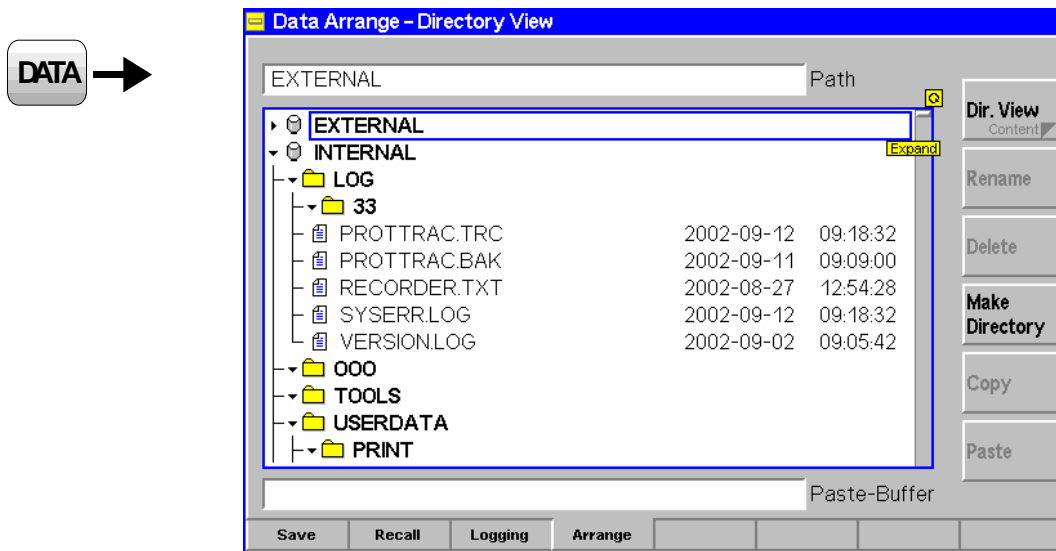 Data Arrange – Directory View
DATA
EXTERNAL Path
Q
EXTERNAL
Expand
INTERNAL
LOG
33
PROTTRAC.TRC 2002-09-12 09:18:32
PROTTRAC.BAK 2002-09-11 09:09:00
RECORDER.TXT 2002-08-27 12:54:28
SYSERR.LOG 2002-09-12 09:18:32
VERSION.LOG 2002-09-02 09:05:42
OOO
TOOLS
USERDATA
PRINT
Paste-Buffer
Dir. View
Content
Rename
Delete
Make
Directory
Copy
Paste
Save Recall Logging Arrange